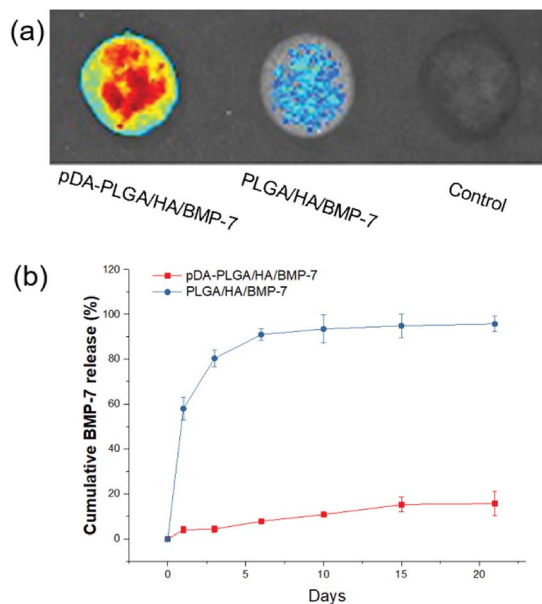 (a)
pDA-PLGA/HA/BMP-7
PLGA/HA/BMP-7
Control
(b)
pDA-PLGA/HA/BMP-7
PLGA/HA/BMP-7
Cumulative BMP-7 release (%)
120
100
80
60
40
20
0
0
5
10
15
20
Days